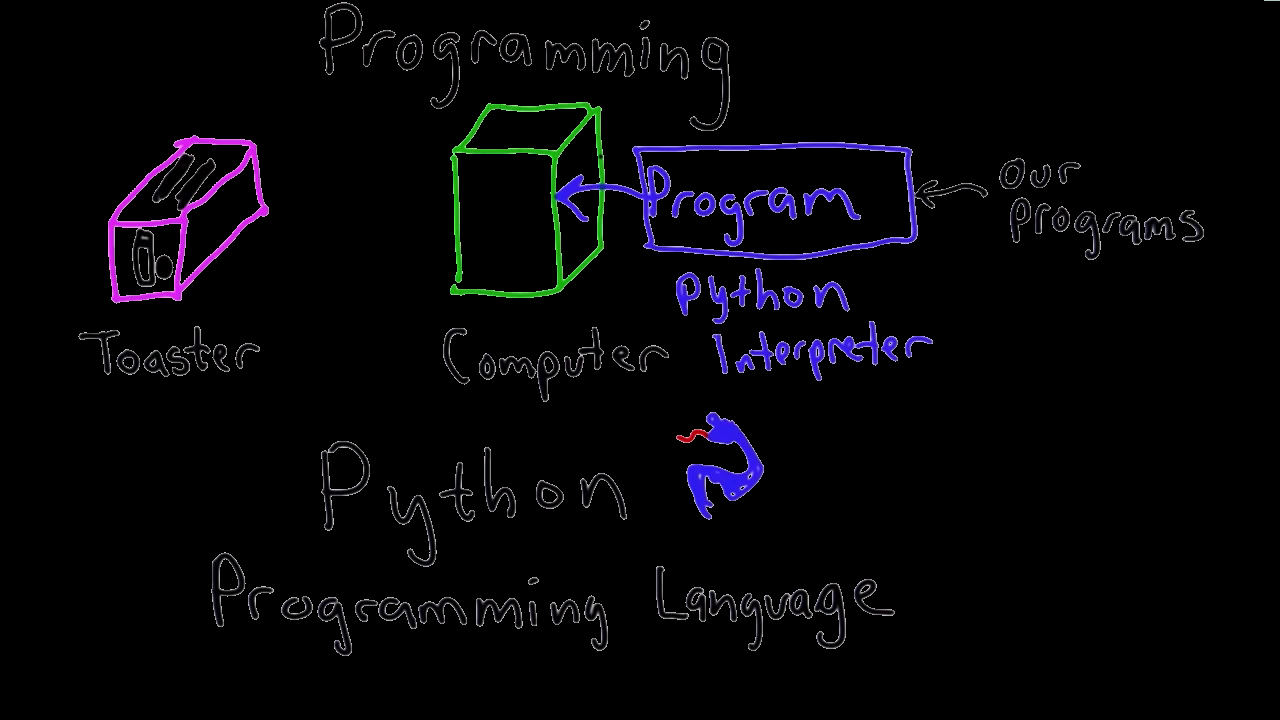 Programming
Our
programs
Program
Python
Interpreter
Toaster
Computer
Python
Programming Language